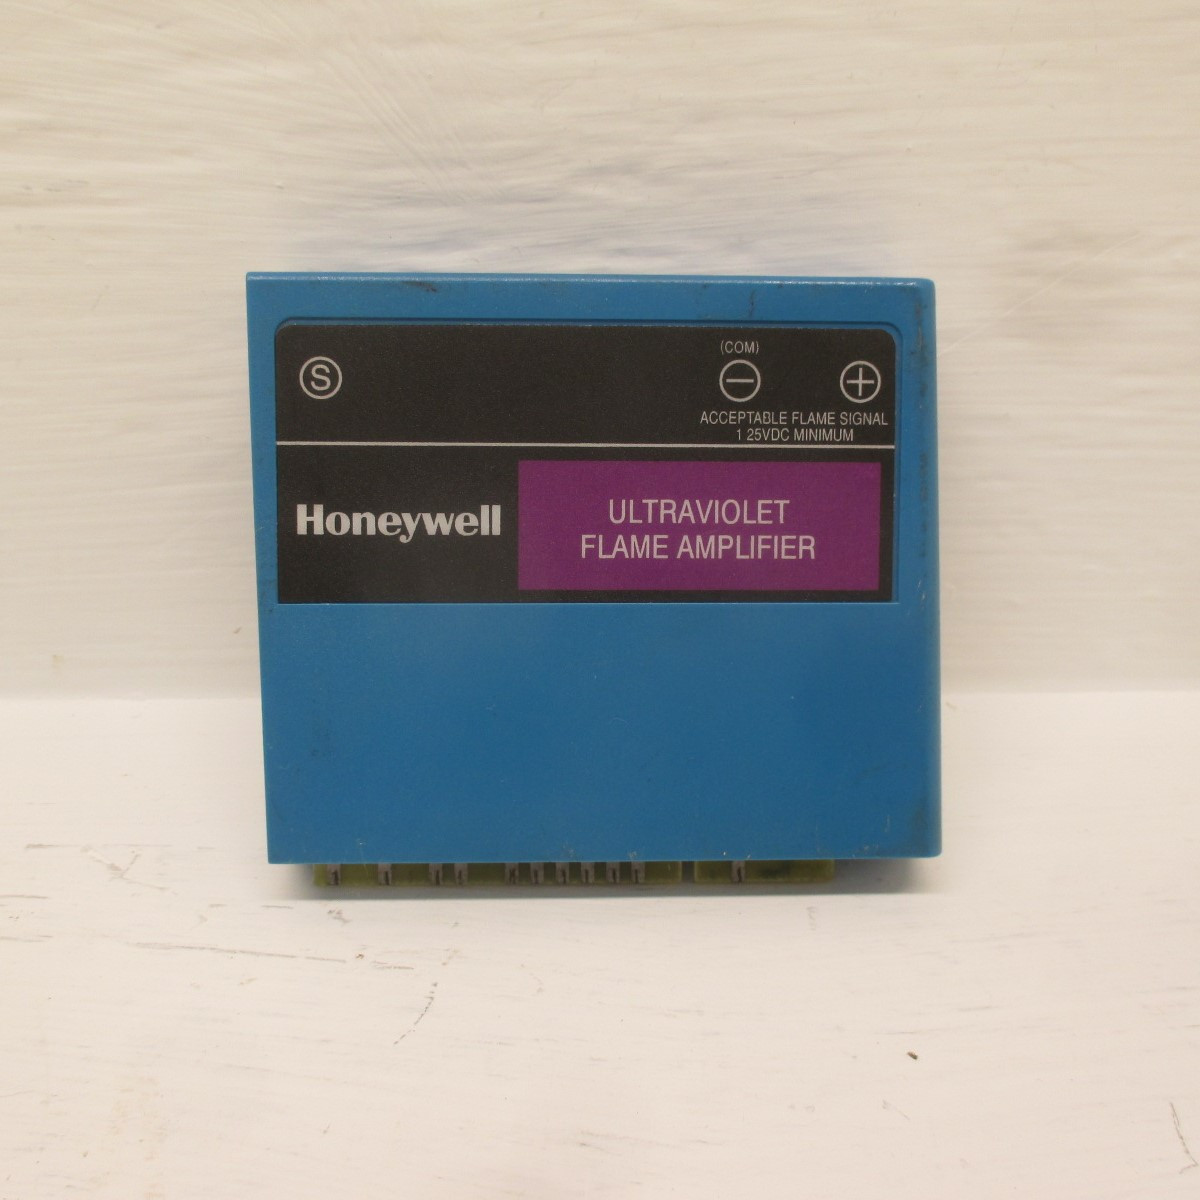 (COM)
S − +
ACCEPTABLE FLAME SIGNAL
1 25VDC MINIMUM
Honeywell
ULTRAVIOLET
FLAME AMPLIFIER